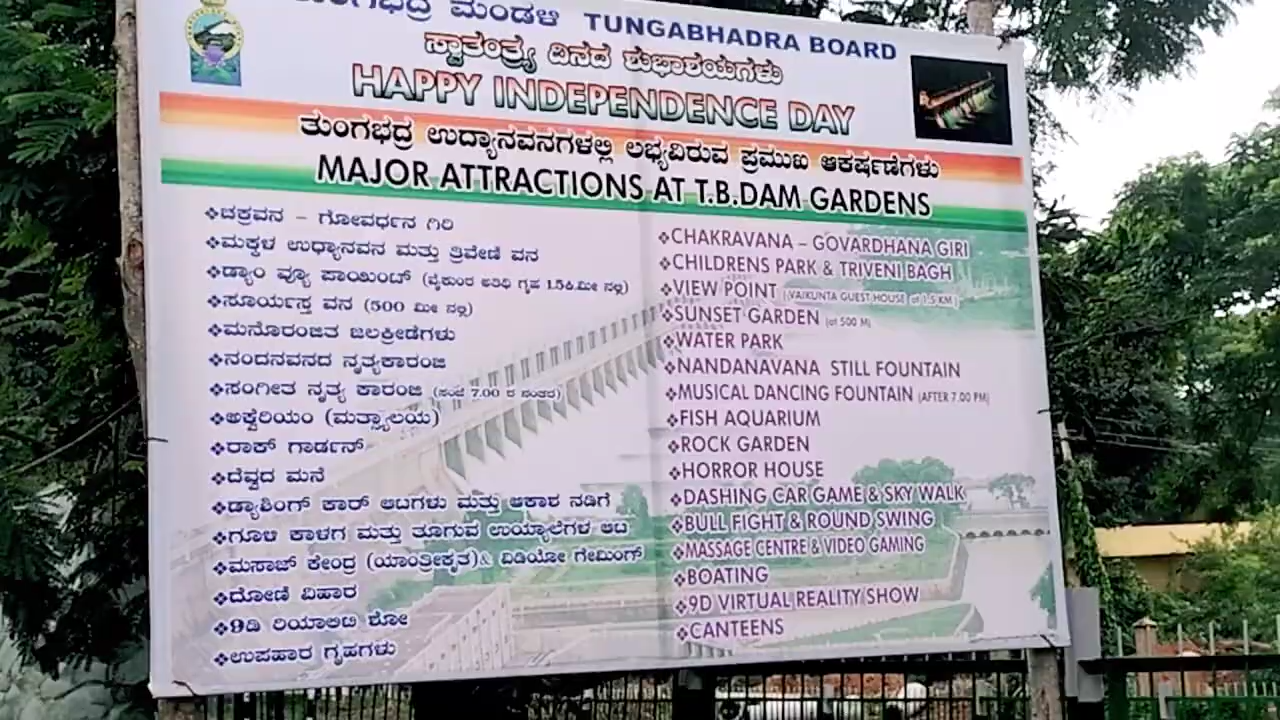 ತುಂಗಭದ್ರ ಮಂಡಳಿ TUNGABHADRA BOARD
ಸ್ವಾತಂತ್ರ್ಯ ದಿನದ ಶುಭಾಶಯಗಳು
HAPPY INDEPENDENCE DAY
ತುಂಗಭದ್ರ ಉದ್ಯಾನವನಗಳಲ್ಲಿ ಲಭ್ಯವಿರುವ ಪ್ರಮುಖ ಆಕರ್ಷಣೆಗಳು
MAJOR ATTRACTIONS AT T.B.DAM GARDENS
❖ಚಕ್ರವನ – ಗೋವರ್ಧನ ಗಿರಿ
❖ಮಕ್ಕಳ ಉಧ್ಯಾನವನ ಮತ್ತು ತ್ರಿವೇಣಿ ವನ
❖ಡ್ಯಾಂ ವ್ಯೂ ಪಾಯಿಂಟ್ (ವೈಕುಂಠ ಅತಿಥಿ ಗೃಹ 1.5ಕಿ.ಮೀ ನಲ್ಲಿ)
❖ಸೂರ್ಯಸ್ತ ವನ (500 ಮೀ ನಲ್ಲಿ)
❖ಮನೊರಂಜಿತ ಜಲಕ್ರೀಡೆಗಳು
❖ನಂದನವನದ ನೃತ್ಯಕಾರಂಜಿ
❖ಸಂಗೀತ ನೃತ್ಯ ಕಾರಂಜಿ (ಸಂಜೆ 7.00 ರ ನಂತರ)
❖ಅಕ್ವೆರಿಯಂ (ಮತ್ಸ್ಯಾಲಯ)
❖ರಾಕ್ ಗಾರ್ಡನ್
❖ದೆವ್ವದ ಮನೆ
❖ಡ್ಯಾಶಿಂಗ್ ಕಾರ್ ಆಟಗಳು ಮತ್ತು ಆಕಾಶ ನಡಿಗೆ
❖ಗೂಳಿ ಕಾಳಗ ಮತ್ತು ತೂಗುವ ಉಯ್ಯಾಲೆಗಳ ಆಟ
❖ಮಸಾಜ್ ಕೇಂದ್ರ (ಯಾಂತ್ರೀಕೃತ)& ವಿಡಿಯೋ ಗೇಮಿಂಗ್
❖ದೋಣಿ ವಿಹಾರ
❖9ಡಿ ರಿಯಾಲಿಟಿ ಶೋ
❖ಉಪಹಾರ ಗೃಹಗಳು
❖CHAKRAVANA – GOVARDHANA GIRI
❖CHILDRENS PARK & TRIVENI BAGH
❖VIEW POINT (VAIKUNTA GUEST HOUSE at 1.5 KM)
❖SUNSET GARDEN (at 500 M)
❖WATER PARK
❖NANDANAVANA STILL FOUNTAIN
❖MUSICAL DANCING FOUNTAIN (AFTER 7.00 PM)
❖FISH AQUARIUM
❖ROCK GARDEN
❖HORROR HOUSE
❖DASHING CAR GAME & SKY WALK
❖BULL FIGHT & ROUND SWING
❖MASSAGE CENTRE & VIDEO GAMING
❖BOATING
❖9D VIRTUAL REALITY SHOW
❖CANTEENS